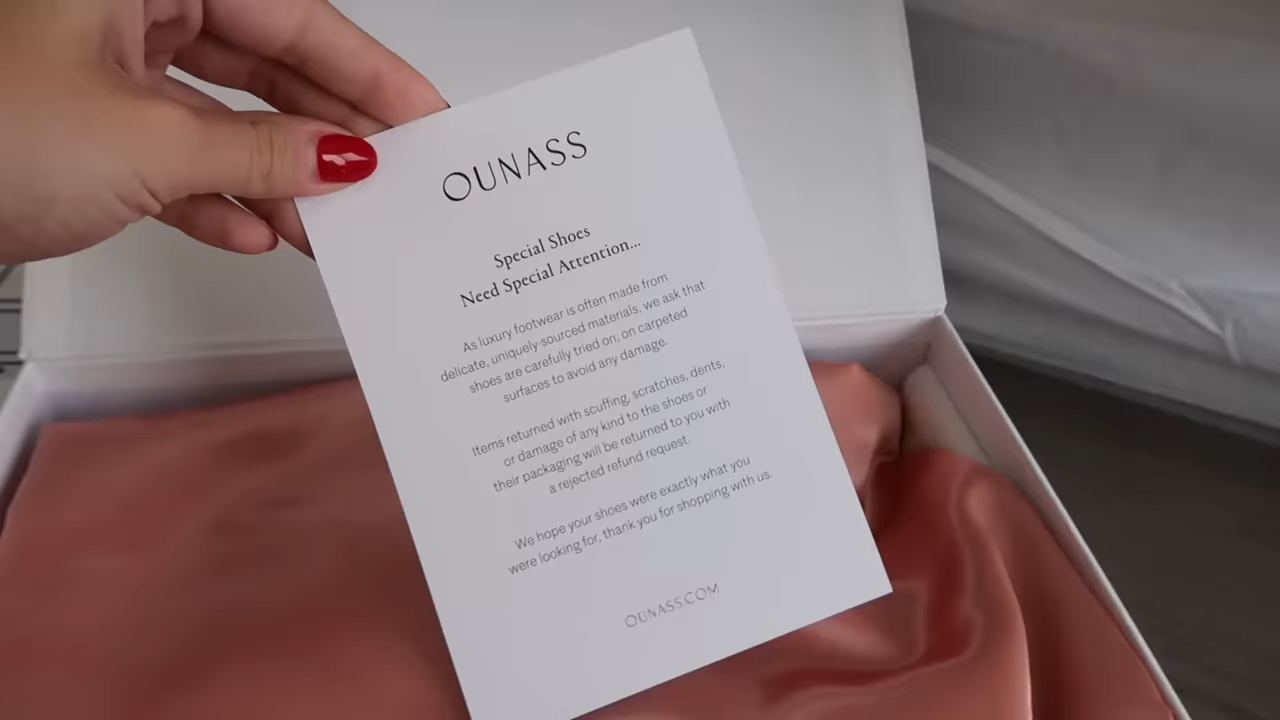 OUNASS
Special Shoes
Need Special Attention...
As luxury footwear is often made from
delicate, uniquely-sourced materials, we ask that
shoes are carefully tried on, on carpeted
surfaces to avoid any damage.
Items returned with scuffing, scratches, dents,
or damage of any kind to the shoes or
their packaging will be returned to you with
a rejected refund request.
We hope your shoes were exactly what you
were looking for, thank you for shopping with us.
OUNASS.COM